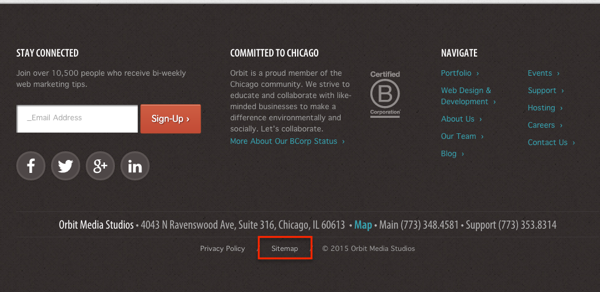 STAY CONNECTED
Join over 10,500 people who receive bi-weekly
web marketing tips.
_Email Address
Sign-Up ›
f
g+
in
COMMITTED TO CHICAGO
Orbit is a proud member of the
Chicago community. We strive to
educate and collaborate with like-
minded businesses to make a
difference environmentally and
socially. Let's collaborate.
More About Our BCorp Status ›
Certified
B
Corporation
NAVIGATE
Portfolio ›
Web Design &
Development ›
About Us ›
Our Team ›
Blog ›
Events ›
Support ›
Hosting ›
Careers ›
Contact Us ›
Orbit Media Studios • 4043 N Ravenswood Ave, Suite 316, Chicago, IL 60613 • Map • Main (773) 348.4581 • Support (773) 353.8314
Privacy Policy Sitemap © 2015 Orbit Media Studios